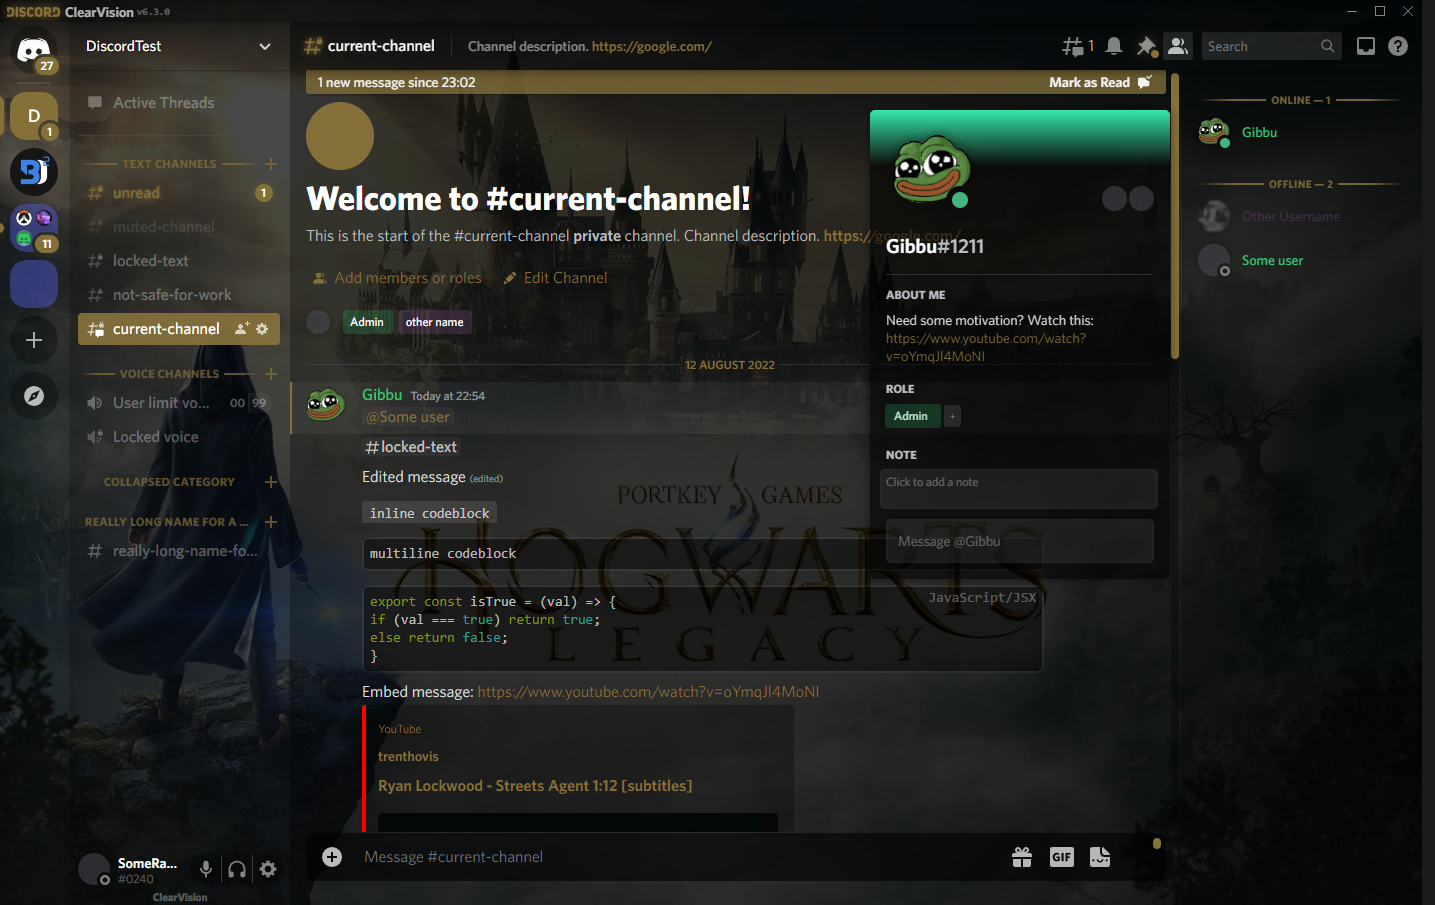 DISCORD ClearVision v6.3.0
27
D
1
11
DiscordTest
Active Threads
TEXT CHANNELS
unread 1
muted-channel
locked-text
not-safe-for-work
current-channel
VOICE CHANNELS
User limit vo... 00 99
Locked voice
COLLAPSED CATEGORY
REALLY LONG NAME FOR A ...
really-long-name-fo...
SomeRa...
#0240
ClearVision
current-channel
Channel description. https://google.com/
1
Search
1 new message since 23:02
Mark as Read
Welcome to #current-channel!
This is the start of the #current-channel private channel. Channel description. https://google.com/
Add members or roles
Edit Channel
Admin
other name
12 AUGUST 2022
Gibbu Today at 22:54
@Some user
#locked-text
Edited message (edited)
inline codeblock
multiline codeblock
JavaScript/JSX
export const isTrue = (val) => {
if (val === true) return true;
else return false;
}
Embed message: https://www.youtube.com/watch?v=oYmqJl4MoNI
YouTube
trenthovis
Ryan Lockwood - Streets Agent 1:12 [subtitles]
Message #current-channel
GIF
PORTKEY GAMES
HOGWARTS
LEGACY
Gibbu#1211
ABOUT ME
Need some motivation? Watch this:
https://www.youtube.com/watch?
v=oYmqJl4MoNI
ROLE
Admin +
NOTE
Click to add a note
Message @Gibbu
ONLINE — 1
Gibbu
OFFLINE — 2
Other Username
Some user